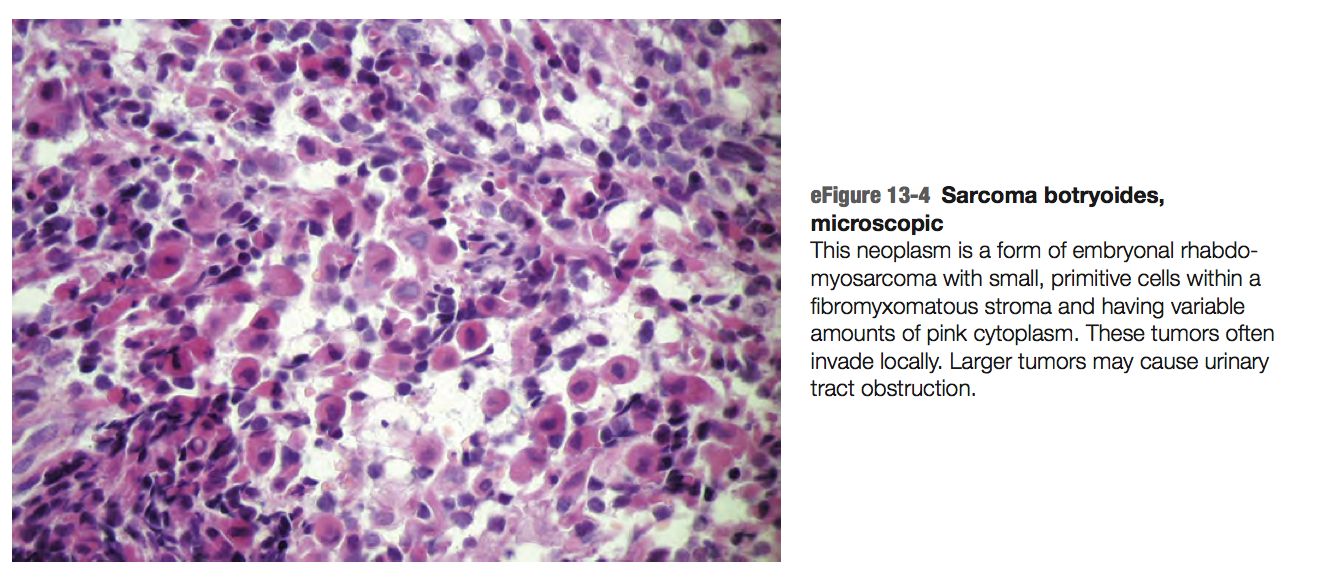 eFigure 13-4 Sarcoma botryoides,
microscopic
This neoplasm is a form of embryonal rhabdo-
myosarcoma with small, primitive cells within a
fibromyxomatous stroma and having variable
amounts of pink cytoplasm. These tumors often
invade locally. Larger tumors may cause urinary
tract obstruction.